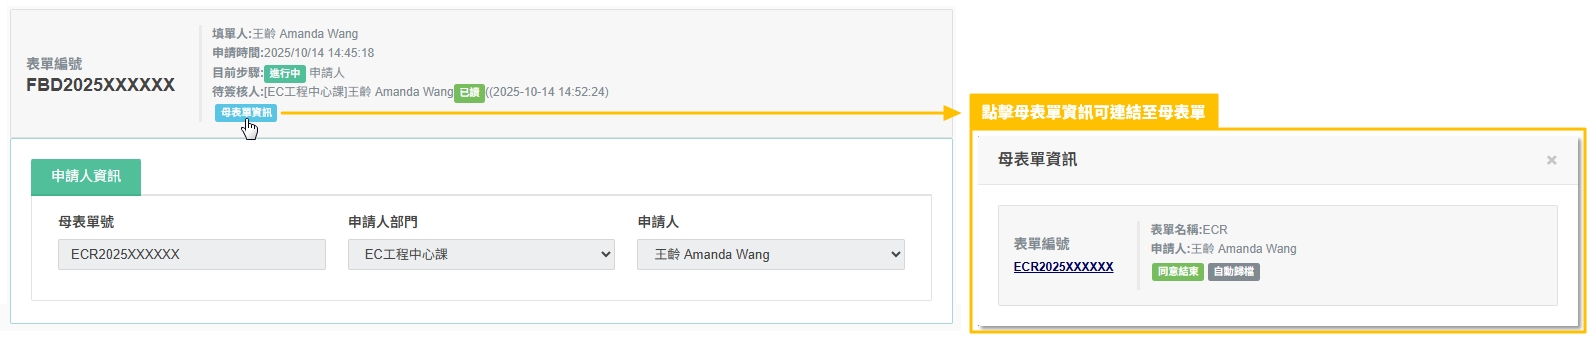 表單編號
FBD2025XXXXXX
填單人:王齡 Amanda Wang
申請時間:2025/10/14 14:45:18
目前步驟:進行中 申請人
待簽核人:[EC工程中心課]王齡 Amanda Wang已讀((2025-10-14 14:52:24)
母表單資訊
申請人資訊
母表單號
申請人部門
申請人
ECR2025XXXXXX
EC工程中心課
王齡 Amanda Wang
點擊母表單資訊可連結至母表單
母表單資訊
×
表單編號
ECR2025XXXXXX
表單名稱:ECR
申請人:王齡 Amanda Wang
同意結束 自動歸檔